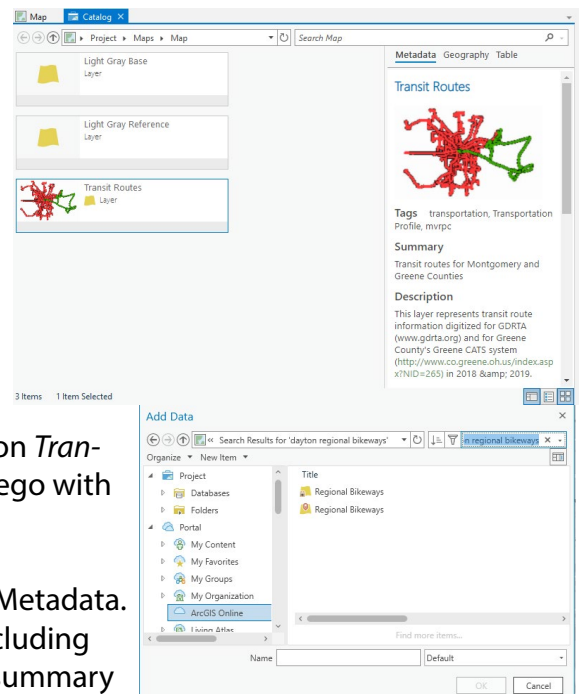 Map Catalog ×
Project Maps Map Search Map
Light Gray Base
Layer
Light Gray Reference
Layer
Transit Routes
Layer
Metadata Geography Table
Transit Routes
Tags transportation, Transportation
Profile, mvrpc
Summary
Transit routes for Montgomery and
Greene Counties
Description
This layer represents transit route
information digitized for GDRTA
(www.gdrta.org) and for Greene
County's Greene CATS system
(http://www.co.greene.oh.us/index.asp
x?NID=265) in 2018 &amp; 2019.
3 Items 1 Item Selected
on Tran-
ego with
Metadata.
cluding
summary
Add Data ×
« Search Results for 'dayton regional bikeways' n regional bikeways ×
Organize New Item
Project
Databases
Folders
Portal
My Content
My Favorites
My Groups
My Organization
ArcGIS Online
Living Atlas
Title
Regional Bikeways
Regional Bikeways
Find more items...
Name Default
OK Cancel